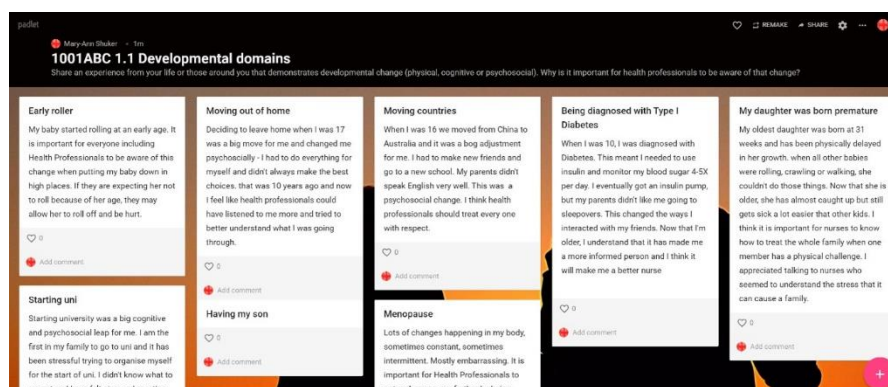 padlet
REMAKE
SHARE
Mary-Ann Shuker • 1m
1001ABC 1.1 Developmental domains
Share an experience from your life or those around you that demonstrates developmental change (physical, cognitive or psychosocial). Why is it important for health professionals to be aware of that change?
Early roller
My baby started rolling at an early age. It
is important for everyone including
Health Professionals to be aware of this
change when putting my baby down in
high places. If they are expecting her not
to roll because of her age, they may
allow her to roll off and be hurt.
0
Add comment
Starting uni
Starting university was a big cognitive
and psychosocial leap for me. I am the
first in my family to go to uni and it has
been stressful trying to organise myself
for the start of uni. I didn't know what to
Moving out of home
Deciding to leave home when I was 17
was a big move for me and changed me
psychoacially - I had to do everything for
myself and didn't always make the best
choices. that was 10 years ago and now
I feel like health professionals could
have listened to me more and tried to
better understand what I was going
through.
0
Add comment
Having my son
0
Add comment
Moving countries
When I was 16 we moved from China to
Australia and it was a bog adjustment
for me. I had to make new friends and
go to a new school. My parents didn't
speak English very well. This was a
psychosocial change. I think health
professionals should treat every one
with respect.
0
Add comment
Menopause
Lots of changes happening in my body,
sometimes constant, sometimes
intermittent. Mostly embarrassing. It is
important for Health Professionals to
Being diagnosed with Type I
Diabetes
When I was 10, I was diagnosed with
Diabetes. This meant I needed to use
insulin and monitor my blood sugar 4-5X
per day. I eventually got an insulin pump,
but my parents didn't like me going to
sleepovers. This changed the ways I
interacted with my friends. Now that I'm
older, I understand that it has made me
a more informed person and I think it
will make me a better nurse
0
Add comment
My daughter was born premature
My oldest daughter was born at 31
weeks and has been physically delayed
in her growth. when all other babies
were rolling, crawling or walking, she
couldn't do those things. Now that she is
older, she has almost caught up but still
gets sick a lot easier that other kids. I
think it is important for nurses to know
how to treat the whole family when one
member has a physical challenge. I
appreciated talking to nurses who
seemed to understand the stress that it
can cause a family.
0
Add comment